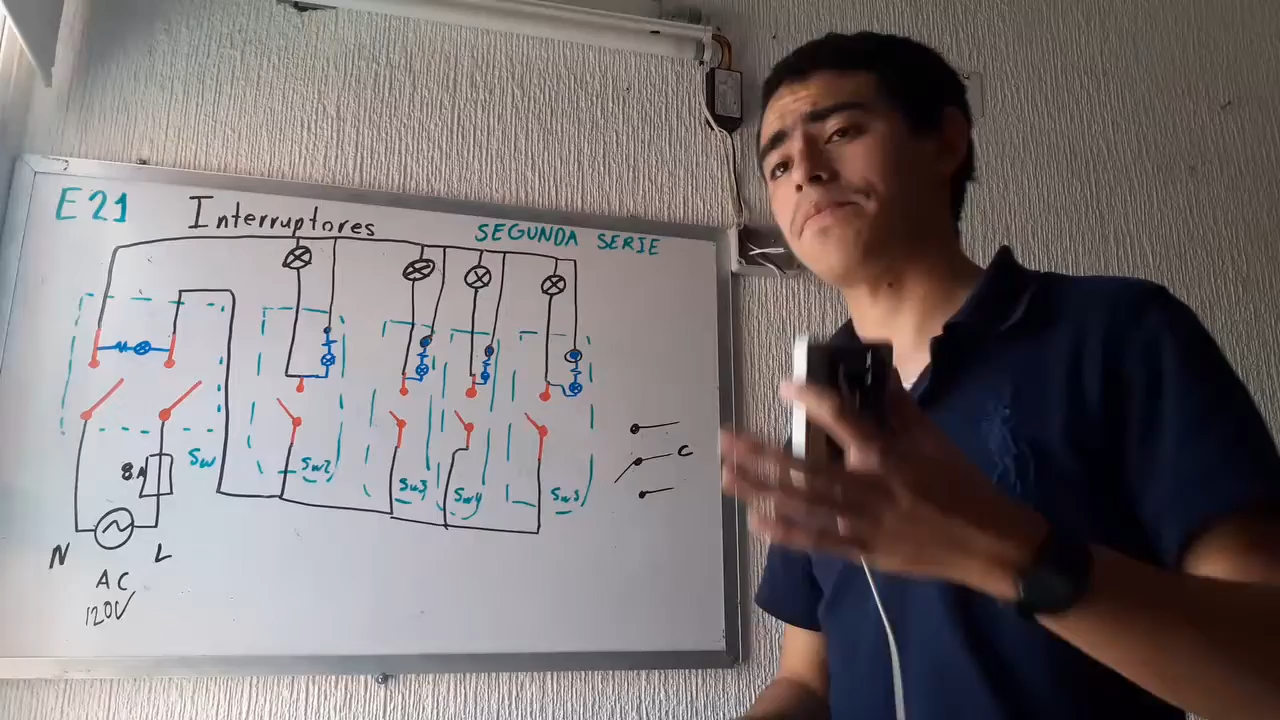 E21
Interruptores
SEGUNDA SERIE
Sw
Sw2
Sw3
Sw4
Sw5
C
8A
N
L
AC
120V